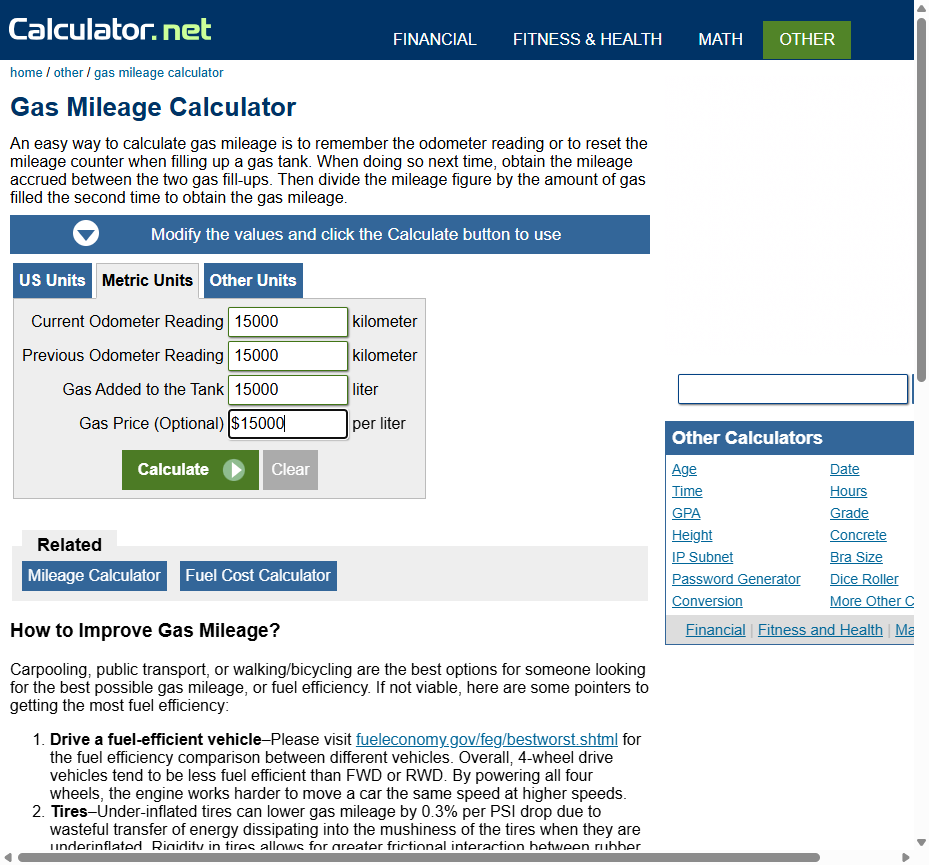 Calculator.net
FINANCIAL FITNESS & HEALTH MATH OTHER
home / other / gas mileage calculator
Gas Mileage Calculator
An easy way to calculate gas mileage is to remember the odometer reading or to reset the
mileage counter when filling up a gas tank. When doing so next time, obtain the mileage
accrued between the two gas fill-ups. Then divide the mileage figure by the amount of gas
filled the second time to obtain the gas mileage.
Modify the values and click the Calculate button to use
US Units Metric Units Other Units
Current Odometer Reading 15000 kilometer
Previous Odometer Reading 15000 kilometer
Gas Added to the Tank 15000 liter
Gas Price (Optional) $15000 per liter
Calculate Clear
Related
Mileage Calculator Fuel Cost Calculator
How to Improve Gas Mileage?
Carpooling, public transport, or walking/bicycling are the best options for someone looking
for the best possible gas mileage, or fuel efficiency. If not viable, here are some pointers to
getting the most fuel efficiency:
1. Drive a fuel-efficient vehicle–Please visit fueleconomy.gov/feg/bestworst.shtml for
the fuel efficiency comparison between different vehicles. Overall, 4-wheel drive
vehicles tend to be less fuel efficient than FWD or RWD. By powering all four
wheels, the engine works harder to move a car the same speed at higher speeds.
2. Tires–Under-inflated tires can lower gas mileage by 0.3% per PSI drop due to
wasteful transfer of energy dissipating into the mushiness of the tires when they are
underinflated. Rigidity in tires allows for greater frictional interaction between rubber
Other Calculators
Age Date
Time Hours
GPA Grade
Height Concrete
IP Subnet Bra Size
Password Generator Dice Roller
Conversion More Other C
Financial | Fitness and Health | Ma